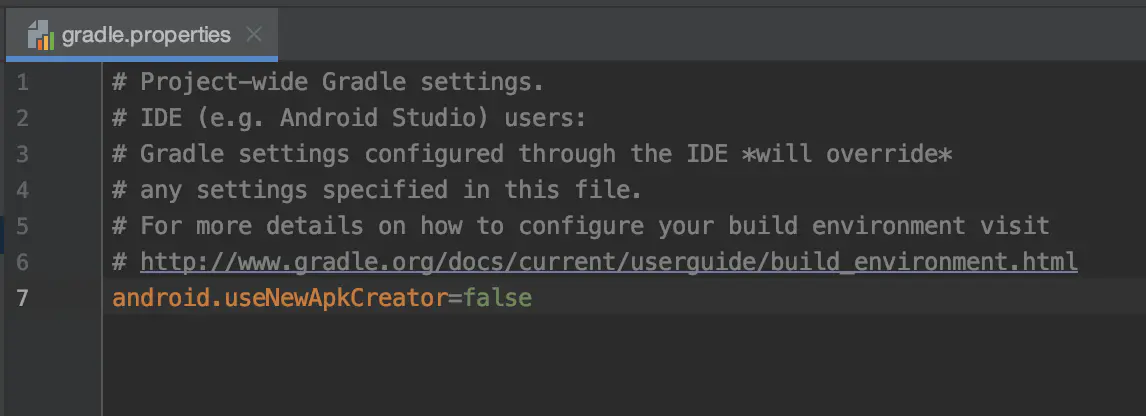 gradle.properties
1 # Project-wide Gradle settings.
2 # IDE (e.g. Android Studio) users:
3 # Gradle settings configured through the IDE *will override*
4 # any settings specified in this file.
5 # For more details on how to configure your build environment visit
6 # http://www.gradle.org/docs/current/userguide/build_environment.html
7 android.useNewApkCreator=false